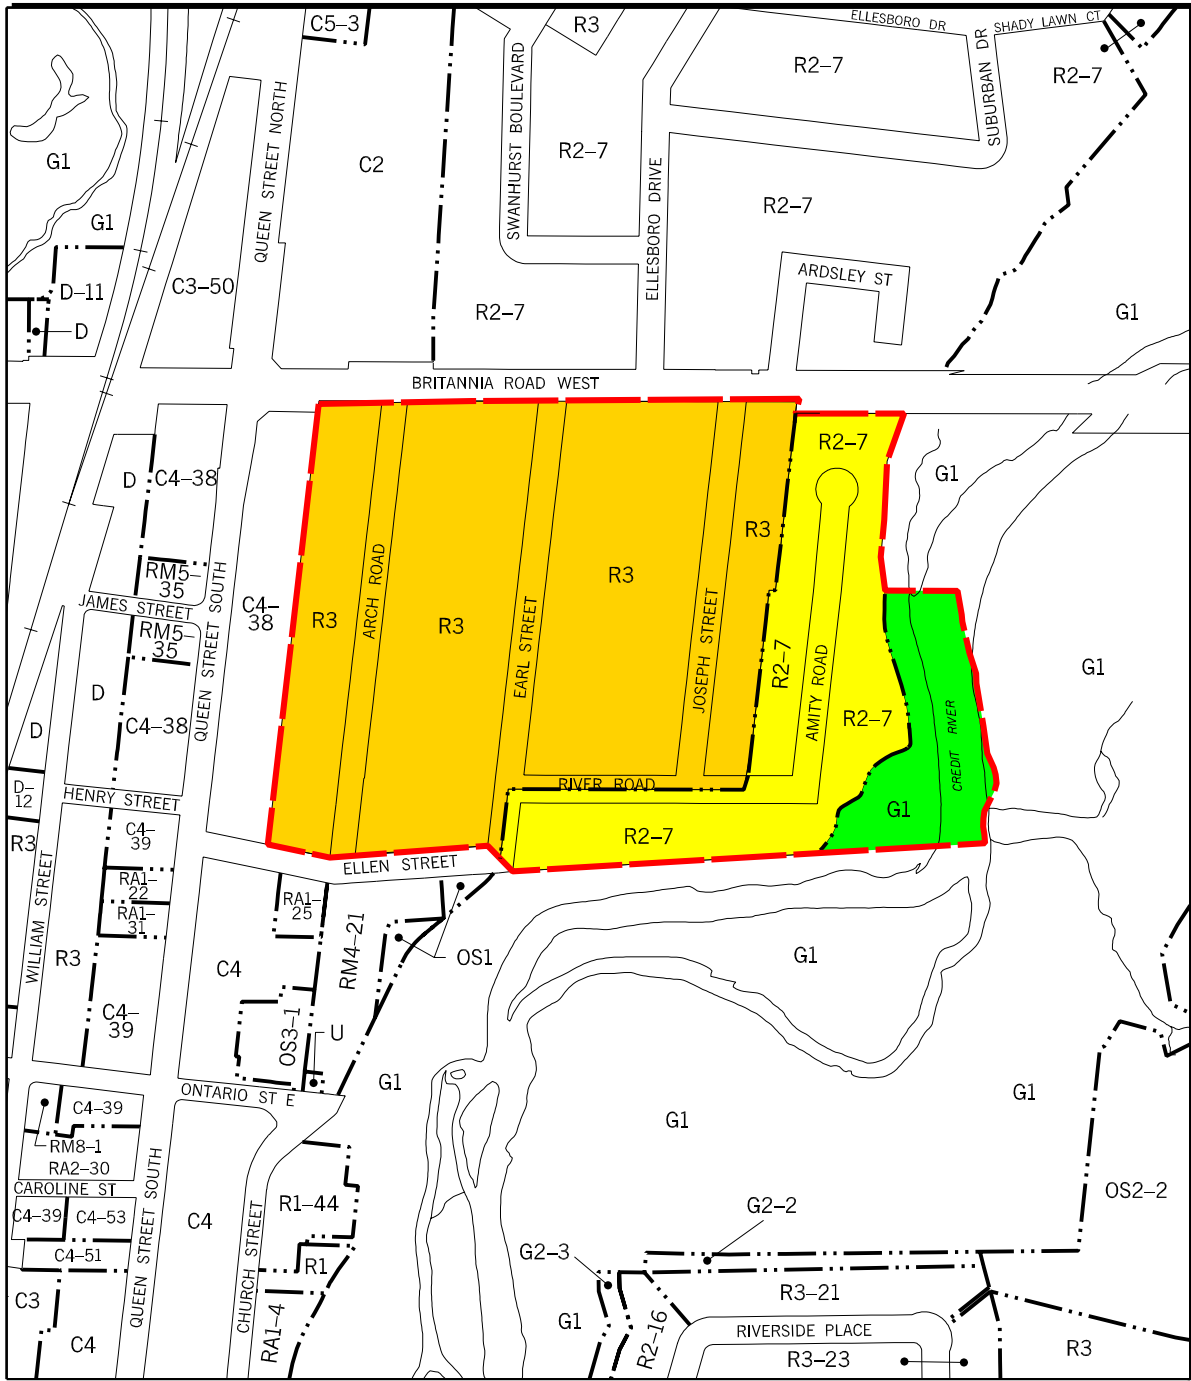 C5-3
R3
ELLESBORO DR
SHADY LAWN CT
R2-7
R2-7
SUBURBAN DR
SWANHURST BOULEVARD
QUEEN STREET NORTH
G1
C2
R2-7
ELLESBORO DRIVE
R2-7
G1
ARDSLEY ST
D-11
C3-50
R2-7
G1
D
BRITANNIA ROAD WEST
R2-7
D
C4-38
G1
R3
RM5-
35
ARCH ROAD
R3
JAMES STREET
C4-
38
R3
R3
RM5-
35
QUEEN STREET SOUTH
EARL STREET
JOSEPH STREET
R2-7
AMITY ROAD
G1
D
C4-38
R2-7
CREDIT RIVER
D
D-
12
HENRY STREET
RIVER ROAD
G1
R3
C4-
39
R2-7
ELLEN STREET
RA1-
22
RA1-
31
RA1-
25
WILLIAM STREET
RM4-21
OS1
R3
C4
G1
C4-
39
OS3-1
U
G1
ONTARIO ST E
G1
C4-39
G1
RM8-1
RA2-30
CAROLINE ST
QUEEN STREET SOUTH
C4-39
C4-53
C4
R1-44
G2-2
OS2-2
CHURCH STREET
C4-51
R1
G2-3
C3
R3-21
G1
R2-16
RIVERSIDE PLACE
C4
RA1-4
R3-23
R3